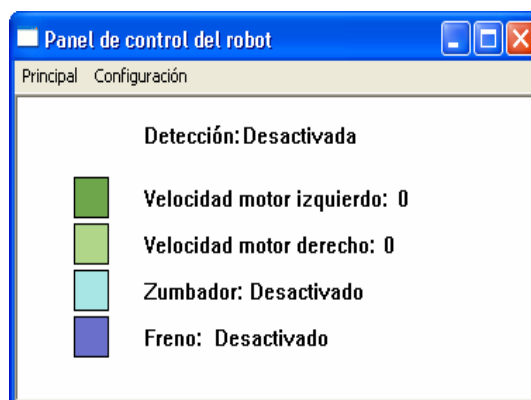 Panel de control del robot
Principal Configuración
Detección: Desactivada
Velocidad motor izquierdo: 0
Velocidad motor derecho: 0
Zumbador: Desactivado
Freno: Desactivado